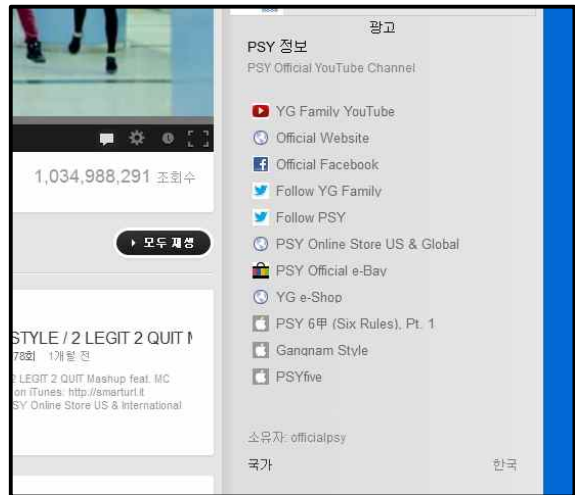 광고
PSY 정보
PSY Official YouTube Channel
YG Family YouTube
Official Website
Official Facebook
Follow YG Family
Follow PSY
PSY Online Store US & Global
PSY Official e-Bay
YG e-Shop
PSY 6甲 (Six Rules), Pt. 1
Gangnam Style
PSYfive
소유자: officialpsy
국가 한국
1,034,988,291 조회수
모두 재생
STYLE / 2 LEGIT 2 QUIT M
78회 1개월 전
2 LEGIT 2 QUIT Mashup feat. MC
on iTunes: http://smarturl.it
SY Online Store US & International